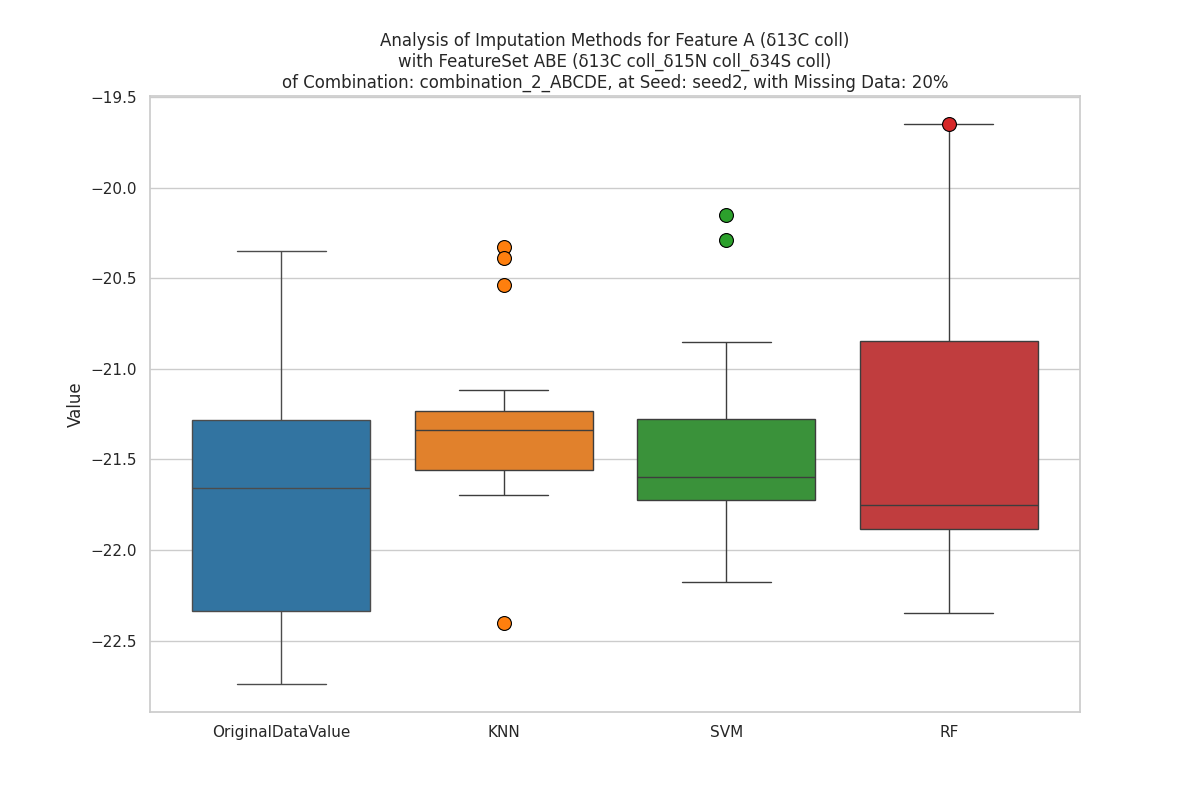 Analysis of Imputation Methods for Feature A (δ13C coll)
with FeatureSet ABE (δ13C coll_δ15N coll_δ34S coll)
of Combination: combination_2_ABCDE, at Seed: seed2, with Missing Data: 20%
−19.5
−20.0
−20.5
−21.0
−21.5
−22.0
−22.5
Value
OriginalDataValue
KNN
SVM
RF